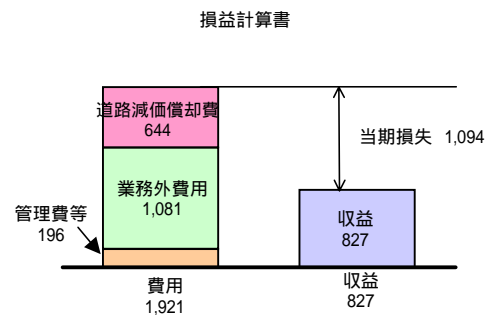 損益計算書
道路減価償却費
644
当期損失 1,094
業務外費用
1,081
管理費等
196
収益
827
費用
1,921
収益
827